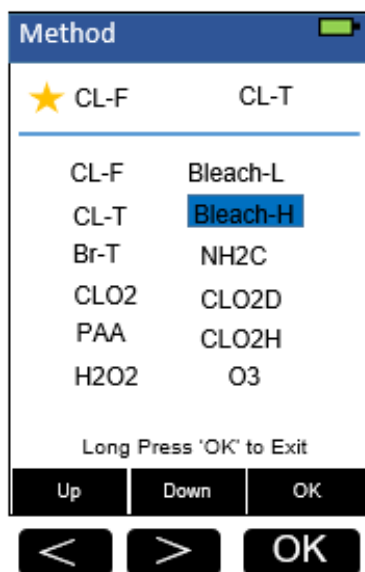 Method
CL-F CL-T
CL-F Bleach-L
CL-T Bleach-H
Br-T NH2C
CLO2 CLO2D
PAA CLO2H
H2O2 O3
Long Press 'OK' to Exit
Up Down OK
< > OK